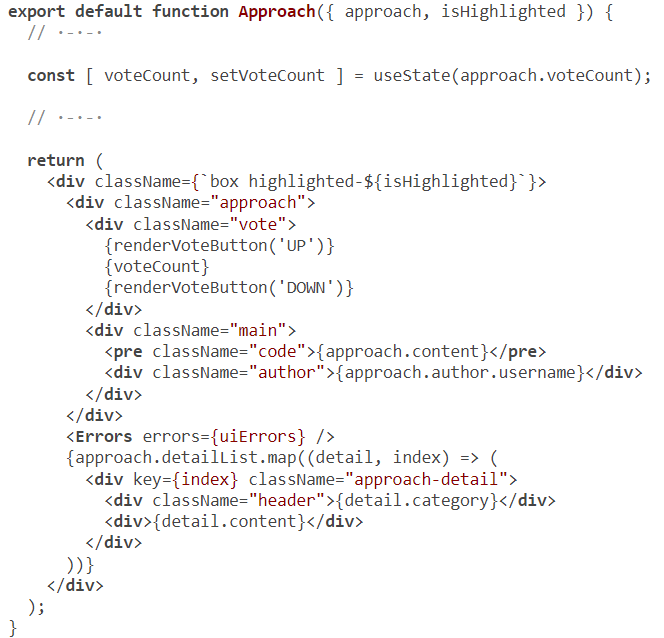 export default function Approach({ approach, isHighlighted }) {
  // ·-·-·

  const [ voteCount, setVoteCount ] = useState(approach.voteCount);

  // ·-·-·

  return (
    <div className={`box highlighted-${isHighlighted}`}>
      <div className="approach">
        <div className="vote">
          {renderVoteButton('UP')}
          {voteCount}
          {renderVoteButton('DOWN')}
        </div>
        <div className="main">
          <pre className="code">{approach.content}</pre>
          <div className="author">{approach.author.username}</div>
        </div>
      </div>
      <Errors errors={uiErrors} />
      {approach.detailList.map((detail, index) => (
        <div key={index} className="approach-detail">
          <div className="header">{detail.category}</div>
          <div>{detail.content}</div>
        </div>
      ))}
    </div>
  );
}